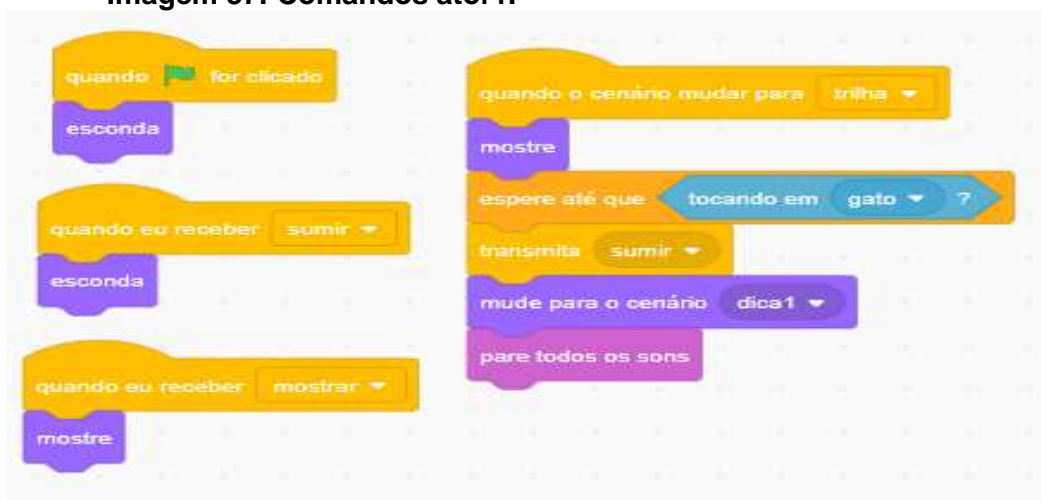 quando for clicado
esconda
quando eu receber sumir
esconda
quando eu receber mostrar
mostre
quando o cenário mudar para trilha
mostre
espere até que tocando em gato ?
transmita sumir
mude para o cenário dica1
pare todos os sons